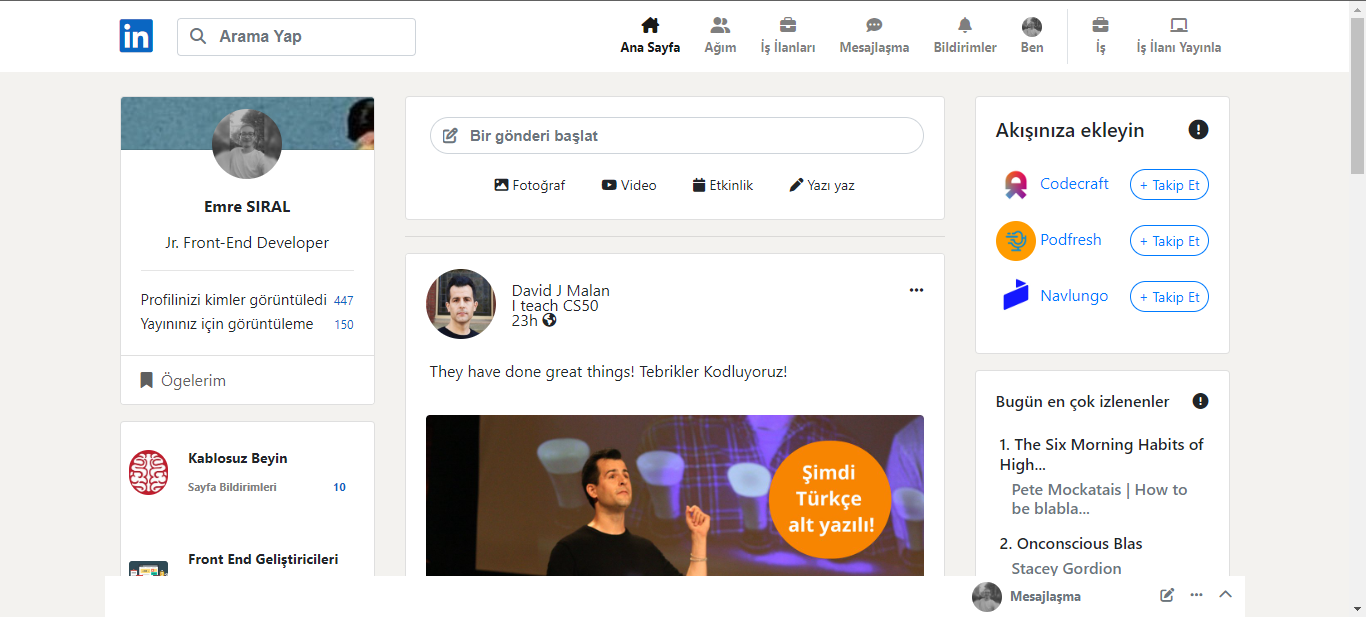 in
Arama Yap
Ana Sayfa
Ağım
İş İlanları
Mesajlaşma
Bildirimler
Ben
İş
İş İlanı Yayınla
Emre SIRAL
Jr. Front-End Developer
Profilinizi kimler görüntüledi 447
Yayınınız için görüntüleme 150
Ögelerim
Kablosuz Beyin
Sayfa Bildirimleri 10
Front End Geliştiricileri
Bir gönderi başlat
Fotoğraf
Video
Etkinlik
Yazı yaz
David J Malan
I teach CS50
23h
They have done great things! Tebrikler Kodluyoruz!
Şimdi
Türkçe
alt yazılı!
Akışınıza ekleyin
Codecraft + Takip Et
Podfresh + Takip Et
Navlungo + Takip Et
Bugün en çok izlenenler
1. The Six Morning Habits of
High...
Pete Mockatais | How to
be blabla...
2. Onconscious Blas
Stacey Gordion
Mesajlaşma